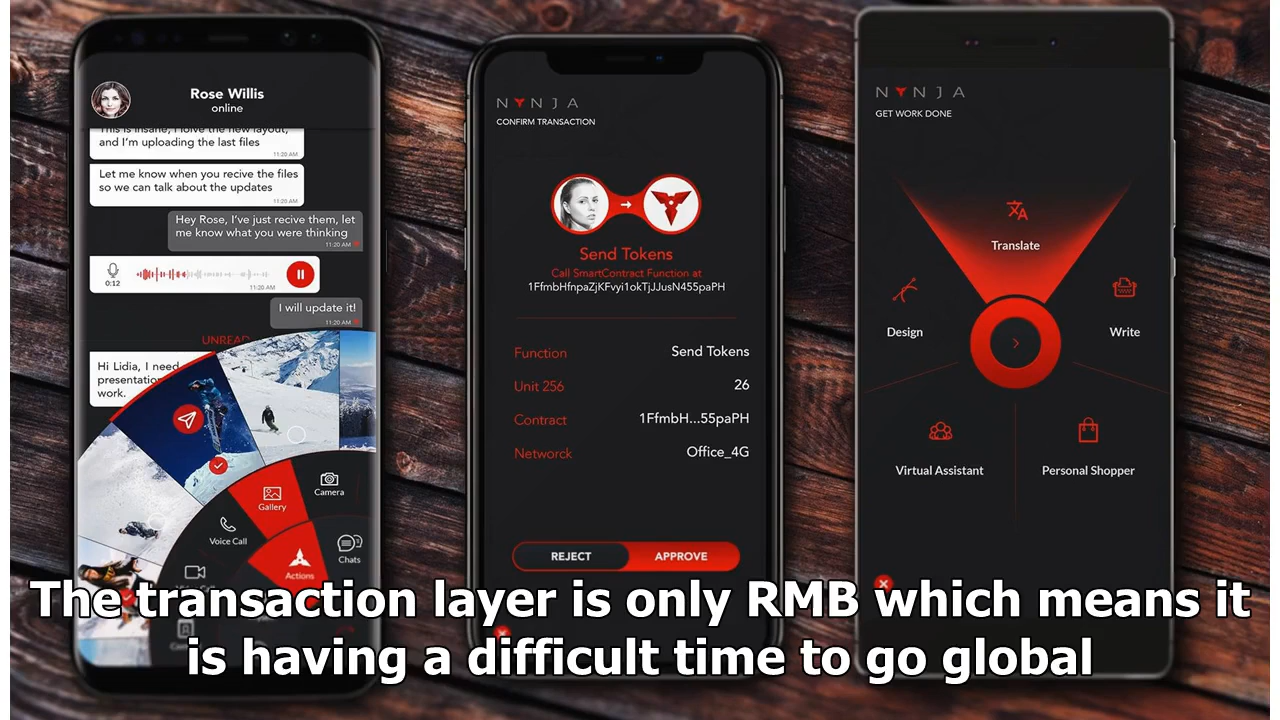 Rose Willis
online
This is insane, I lolve the new layout,
and I'm uploading the last files
11:20 AM
Let me know when you recive the files
so we can talk about the updates
11:20 AM
Hey Rose, I've just recive them, let
me know what you were thinking
11:20 AM
0:12
11:20 AM
I will update it!
11:20 AM
UNREAD
Hi Lidia, I need
presentation
work.
Gallery
Camera
Voice Call
Chats
Actions
NYNJA
CONFIRM TRANSACTION
Send Tokens
Call SmartContract Function at
1FfmbHfnpaZjKFvyi1okTjJJusN455paPH
Function Send Tokens
Unit 256 26
Contract 1FfmbH...55paPH
Networck Office_4G
REJECT APPROVE
NYNJA
GET WORK DONE
Translate
Design
Write
Virtual Assistant
Personal Shopper
The transaction layer is only RMB which means it
is having a difficult time to go global